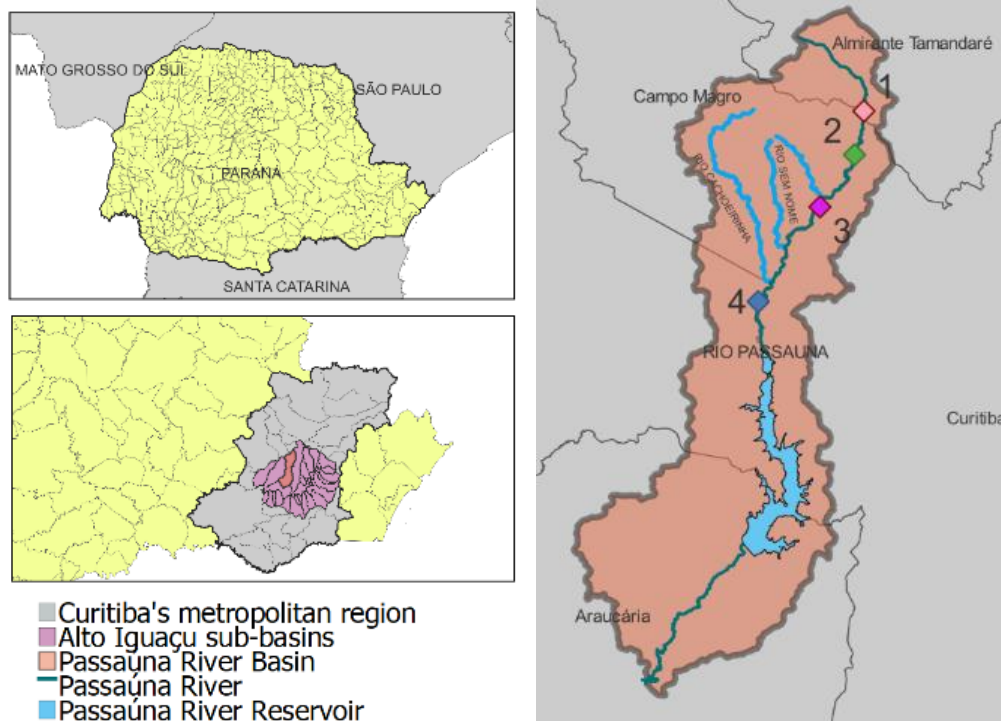 MATO GROSSO DO SUL
SÃO PAULO
PARANÁ
SANTA CATARINA
Curitiba's metropolitan region
Alto Iguaçu sub-basins
Passaúna River Basin
Passaúna River
Passaúna River Reservoir
Almirante Tamandaré
1
Campo Magro
2
RIO CACHOEIRINHA
RIO SEM NOME
3
4
RIO PASSAUNA
Curitiba
Araucária